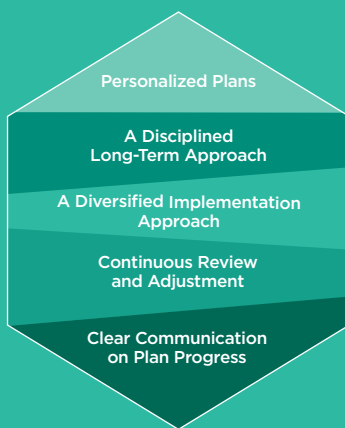 Personalized Plans
A Disciplined
Long-Term Approach
A Diversified Implementation
Approach
Continuous Review
and Adjustment
Clear Communication
on Plan Progress